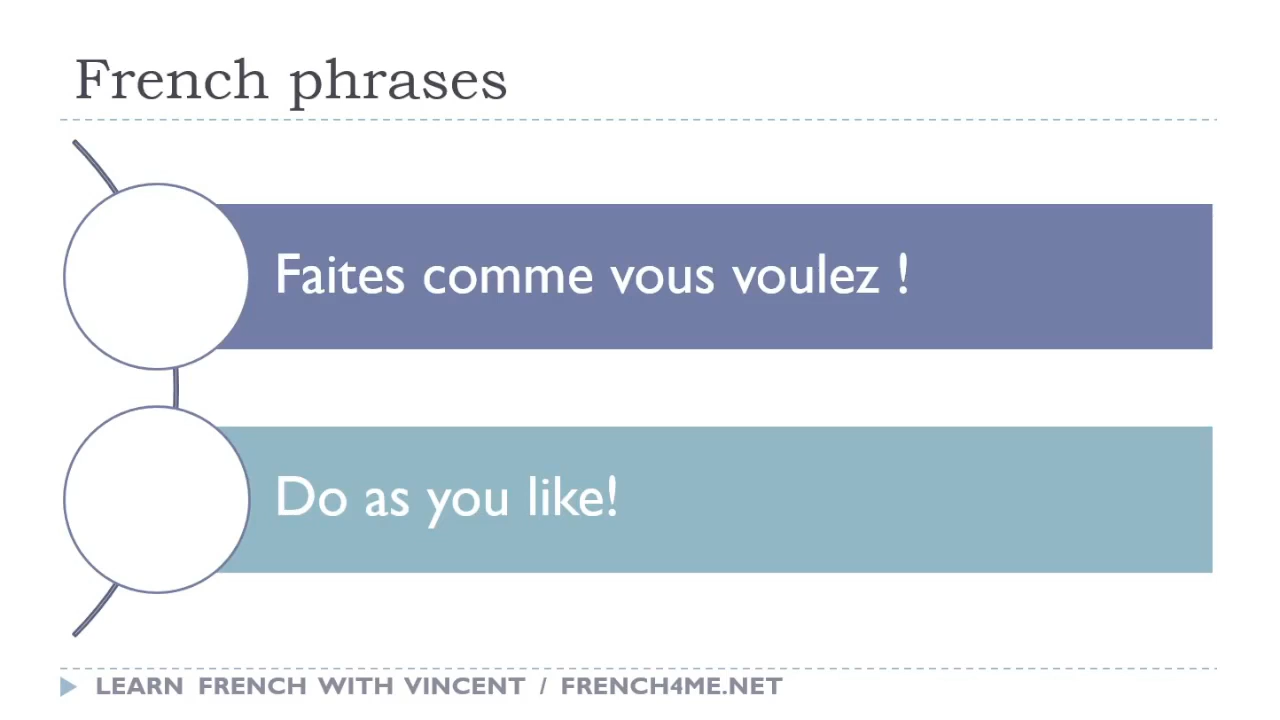 French phrases
Faites comme vous voulez !
Do as you like!
LEARN FRENCH WITH VINCENT / FRENCH4ME.NET